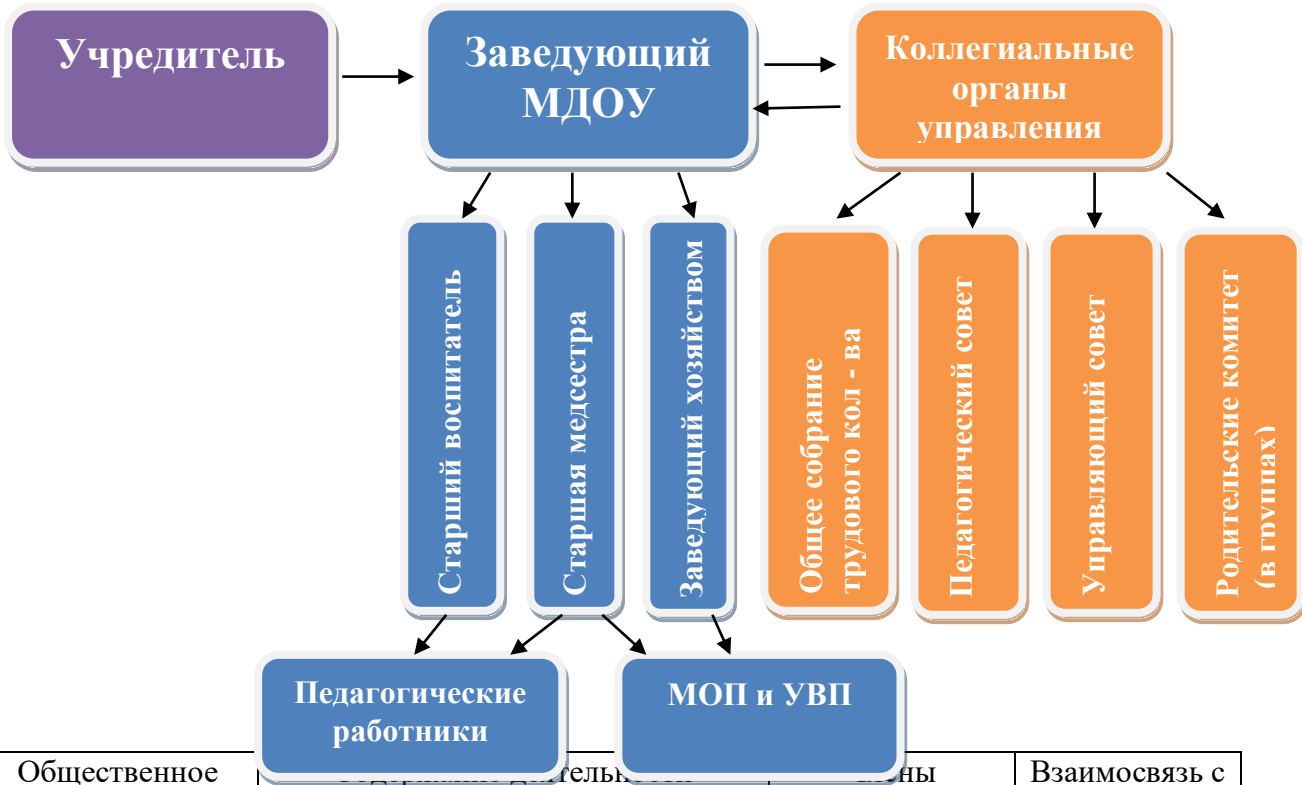 Учредитель
Заведующий
МДОУ
Коллегиальные
органы
управления
Старший воспитатель
Старшая медсестра
Заведующий хозяйством
Общее собрание
трудового кол - ва
Педагогический совет
Управляющий совет
Родительские комитет
(в группах)
Педагогические
работники
МОП и УВП
Общественное
Взаимосвязь с